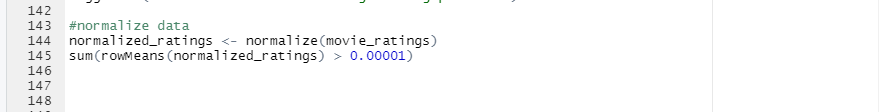 142
143 #normalize data
144 normalized_ratings <- normalize(movie_ratings)
145 sum(rowMeans(normalized_ratings) > 0.00001)
146
147
148